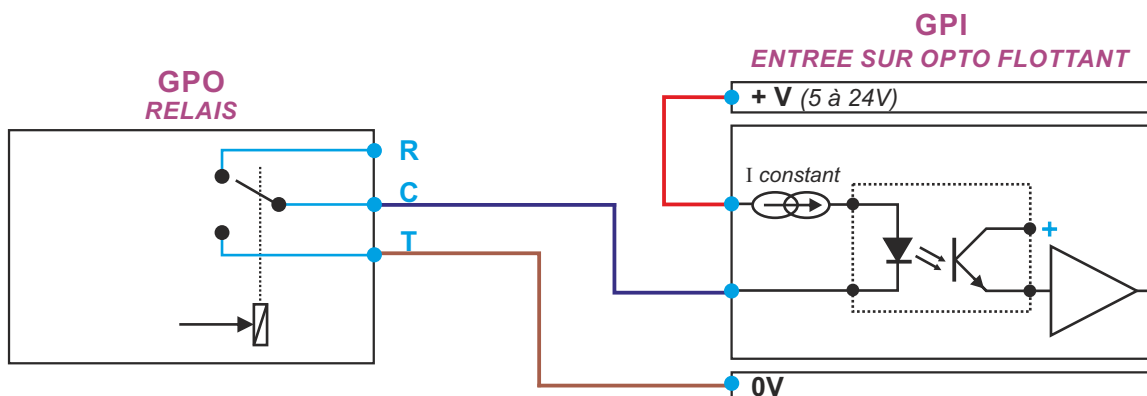 GPO
RELAIS
R
C
T
GPI
ENTREE SUR OPTO FLOTTANT
+ V (5 à 24V)
I constant
+
0V